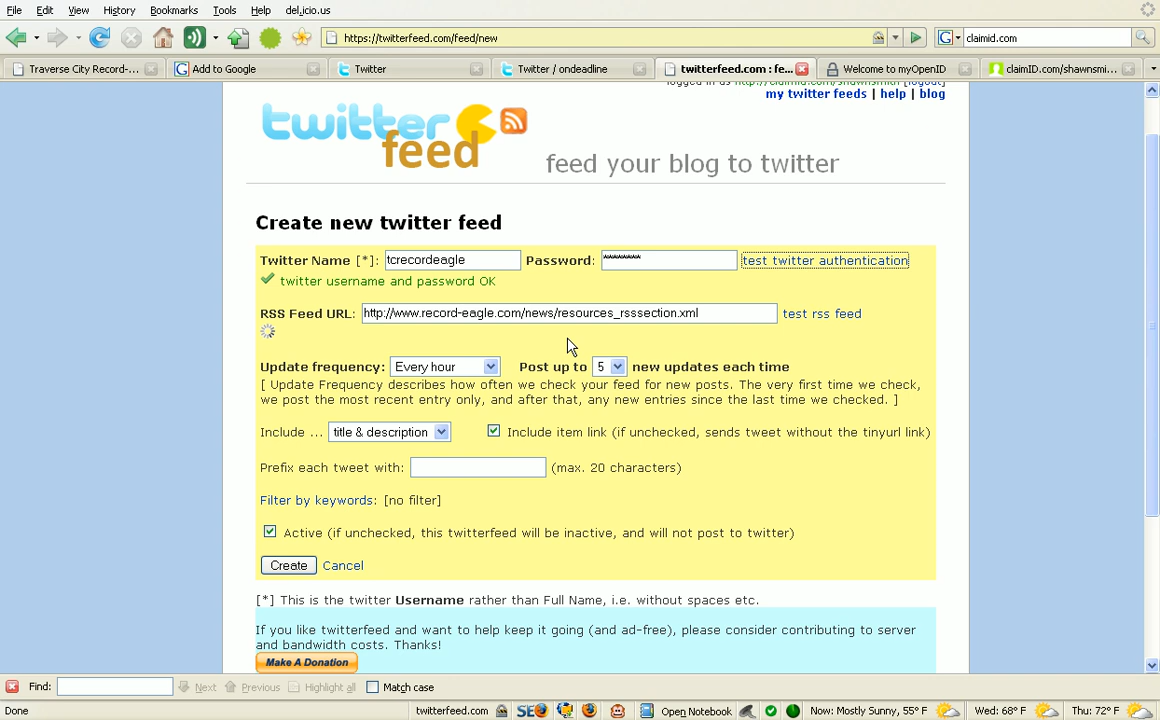 File Edit View History Bookmarks Tools Help del.icio.us
https://twitterfeed.com/feed/new
claimid.com
Traverse City Record-... Add to Google Twitter Twitter / ondeadline twitterfeed.com : fe... Welcome to myOpenID claimID.com/shawnsmi...
logged in as http://claimid.com/shawnsmith [logout]
my twitter feeds | help | blog
twitter
feed
feed your blog to twitter
Create new twitter feed
Twitter Name [*]: tcrecordeagle Password: ******** test twitter authentication
twitter username and password OK
RSS Feed URL: http://www.record-eagle.com/news/resources_rsssection.xml test rss feed
Update frequency: Every hour Post up to 5 new updates each time
[ Update Frequency describes how often we check your feed for new posts. The very first time we check,
we post the most recent entry only, and after that, any new entries since the last time we checked. ]
Include ... title & description Include item link (if unchecked, sends tweet without the tinyurl link)
Prefix each tweet with: (max. 20 characters)
Filter by keywords: [no filter]
Active (if unchecked, this twitterfeed will be inactive, and will not post to twitter)
Create Cancel
[*] This is the twitter Username rather than Full Name, i.e. without spaces etc.
If you like twitterfeed and want to help keep it going (and ad-free), please consider contributing to server
and bandwidth costs. Thanks!
Make A Donation
Find: Next Previous Highlight all Match case
Done twitterfeed.com SEO Open Notebook Now: Mostly Sunny, 55° F Wed: 68° F Thu: 72° F